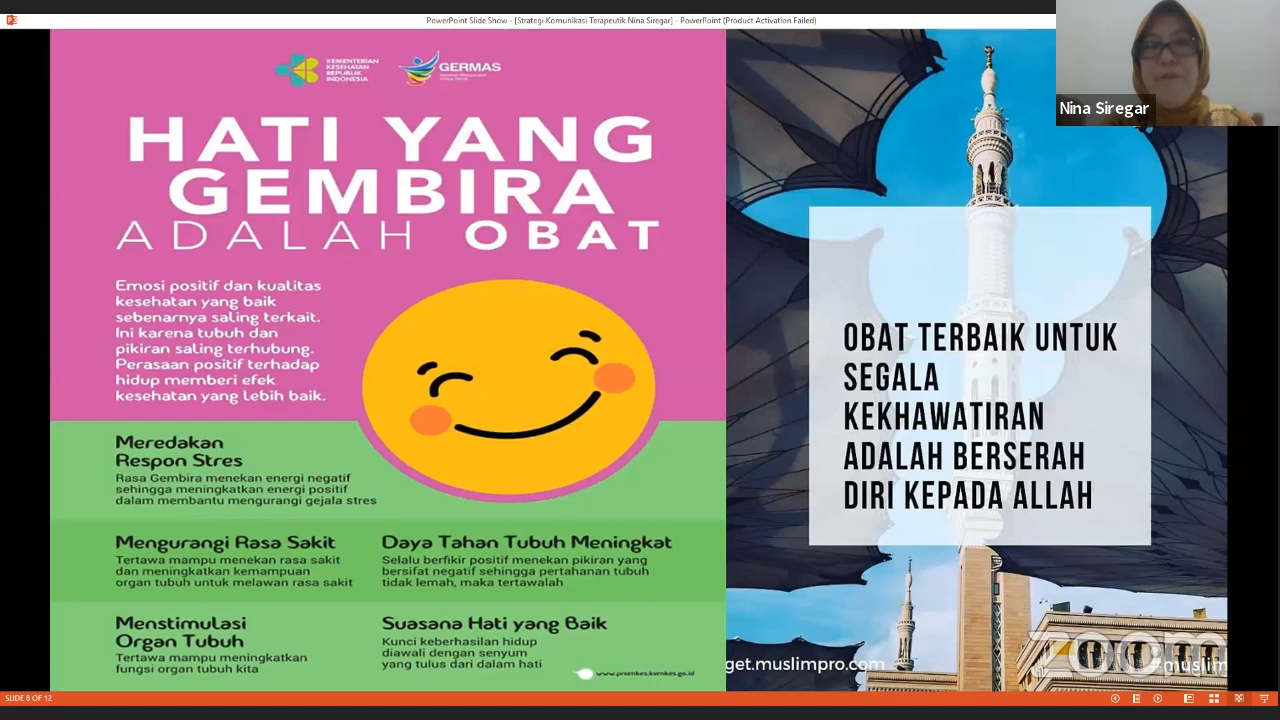 PowerPoint Slide Show - [Strategi Komunikasi Terapeutik Nina Siregar] - PowerPoint (Product Activation Failed)
Nina Siregar
KEMENTERIAN
KESEHATAN
REPUBLIK
INDONESIA
GERMAS
HATI YANG
GEMBIRA
ADALAH OBAT
Emosi positif dan kualitas
kesehatan yang baik
sebenarnya saling terkait.
Ini karena tubuh dan
pikiran saling terhubung.
Perasaan positif terhadap
hidup memberi efek
kesehatan yang lebih baik.
Meredakan
Respon Stres
Rasa Gembira menekan energi negatif
sehingga meningkatkan energi positif
dalam membantu mengurangi gejala stres
Mengurangi Rasa Sakit
Tertawa mampu menekan rasa sakit
dan meningkatkan kemampuan
organ tubuh untuk melawan rasa sakit
Daya Tahan Tubuh Meningkat
Selalu berfikir positif menekan pikiran yang
bersifat negatif sehingga pertahanan tubuh
tidak lemah, maka tertawalah
Menstimulasi
Organ Tubuh
Tertawa mampu meningkatkan
fungsi organ tubuh kita
Suasana Hati yang Baik
Kunci keberhasilan hidup
diawali dengan senyum
yang tulus dari dalam hati
www.promkes.kemkes.go.id
OBAT TERBAIK UNTUK
SEGALA
KEKHAWATIRAN
ADALAH BERSERAH
DIRI KEPADA ALLAH
get.muslimpro.com
#muslim
zoom
SLIDE 8 OF 12